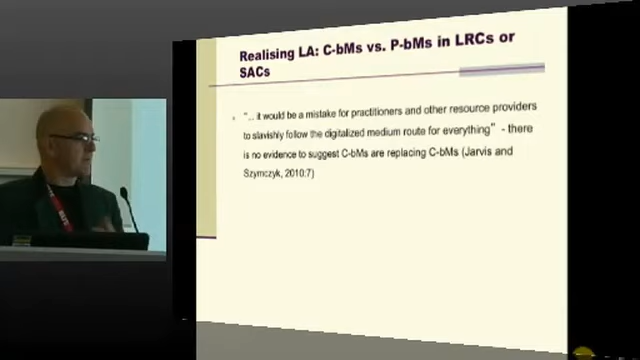 Realising LA: C-bMs vs. P-bMs in LRCs or
SACs
"... it would be a mistake for practitioners and other resource providers
to slavishly follow the digitalized medium route for everything" - there
is no evidence to suggest C-bMs are replacing C-bMs (Jarvis and
Szymczyk, 2010:7)